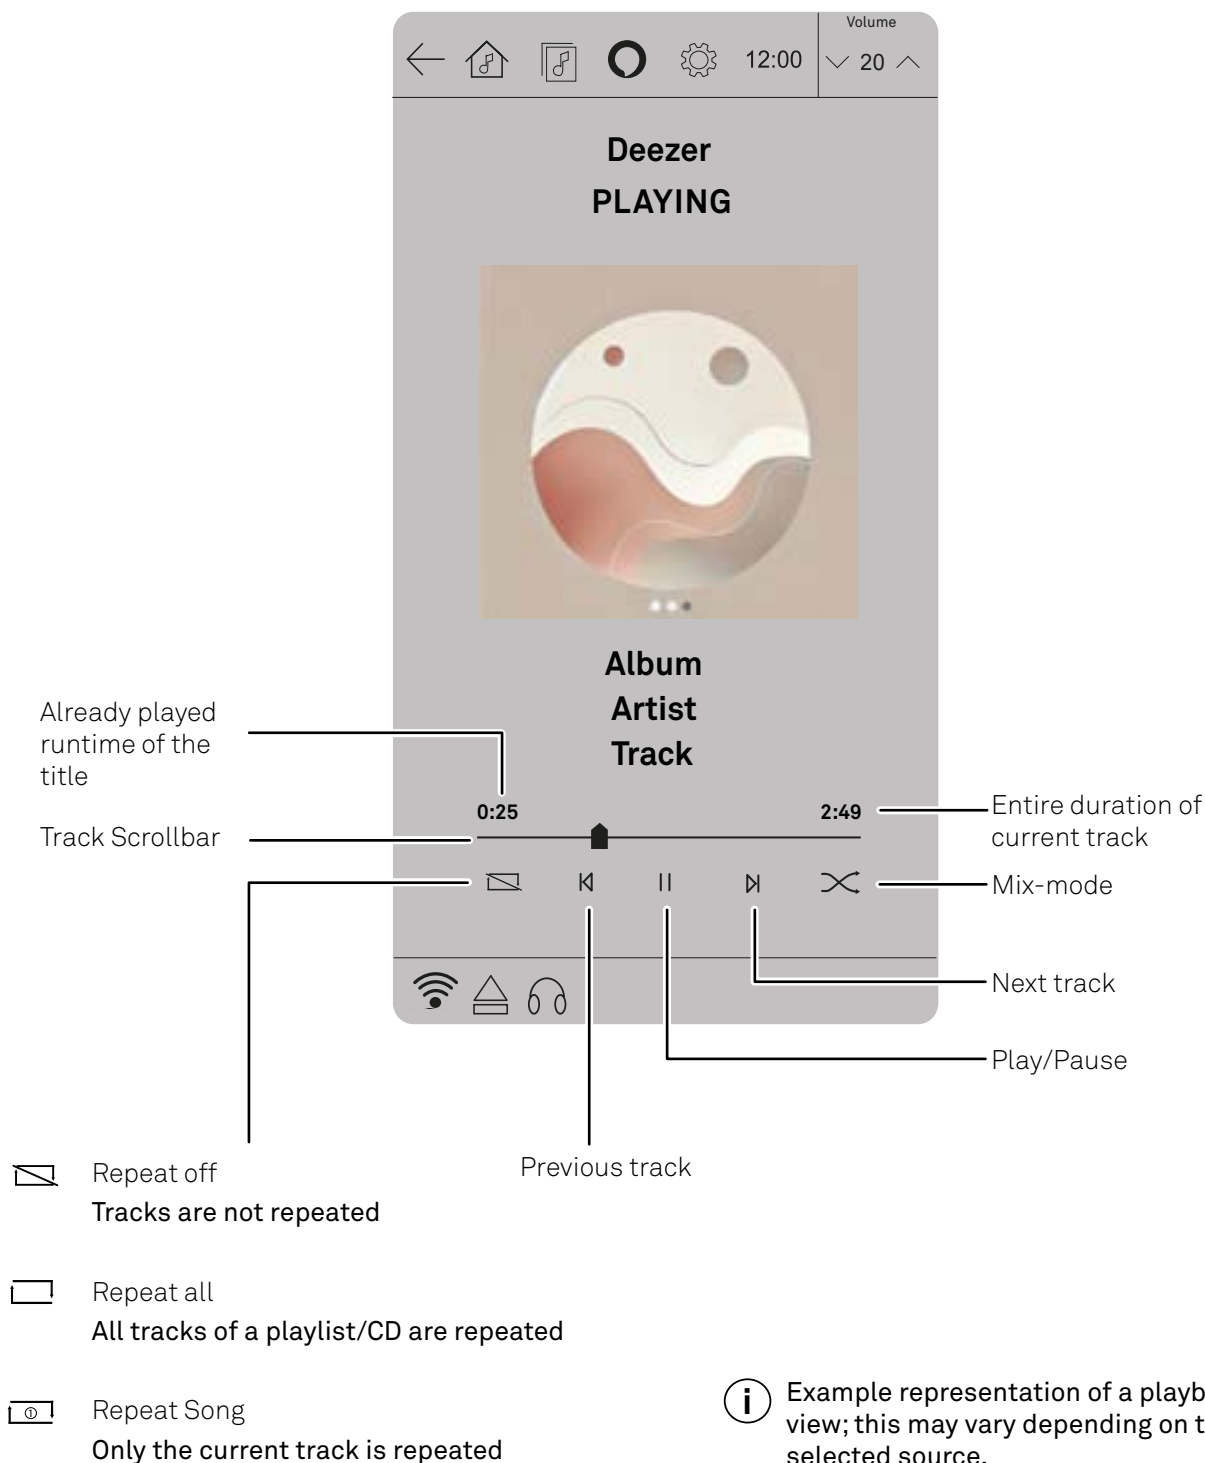 Volume
12:00
20
Deezer
PLAYING
Album
Artist
Track
Already played
runtime of the
title
0:25
2:49
Entire duration of
current track
Track Scrollbar
Mix-mode
Next track
Play/Pause
Previous track
Repeat off
Tracks are not repeated
Repeat all
All tracks of a playlist/CD are repeated
1
Repeat Song
Only the current track is repeated
i
Example representation of a playb
view; this may vary depending on t
selected source.